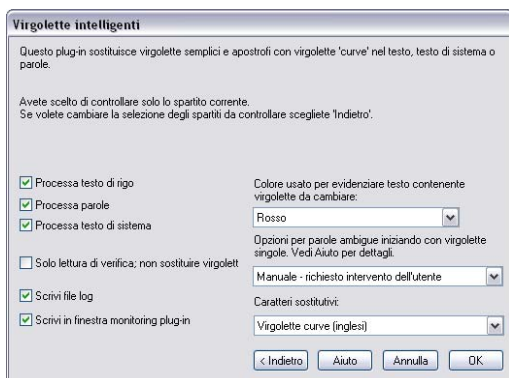 Virgolette intelligenti
Questo plug-in sostituisce virgolette semplici e apostrofi con virgolette 'curve' nel testo, testo di sistema o
parole.
Avete scelto di controllare solo lo spartito corrente.
Se volete cambiare la selezione degli spartiti da controllare scegliete 'Indietro'.
Processa testo di rigo
Processa parole
Processa testo di sistema
Solo lettura di verifica; non sostituire virgolett
Scrivi file log
Scrivi in finestra monitoring plug-in
Colore usato per evidenziare testo contenente
virgolette da cambiare:
Rosso
Opzioni per parole ambigue iniziando con virgolette
singole. Vedi Aiuto per dettagli.
Manuale - richiesto intervento dell'utente
Caratteri sostitutivi:
Virgolette curve (inglesi)
< Indietro
Aiuto
Annulla
OK